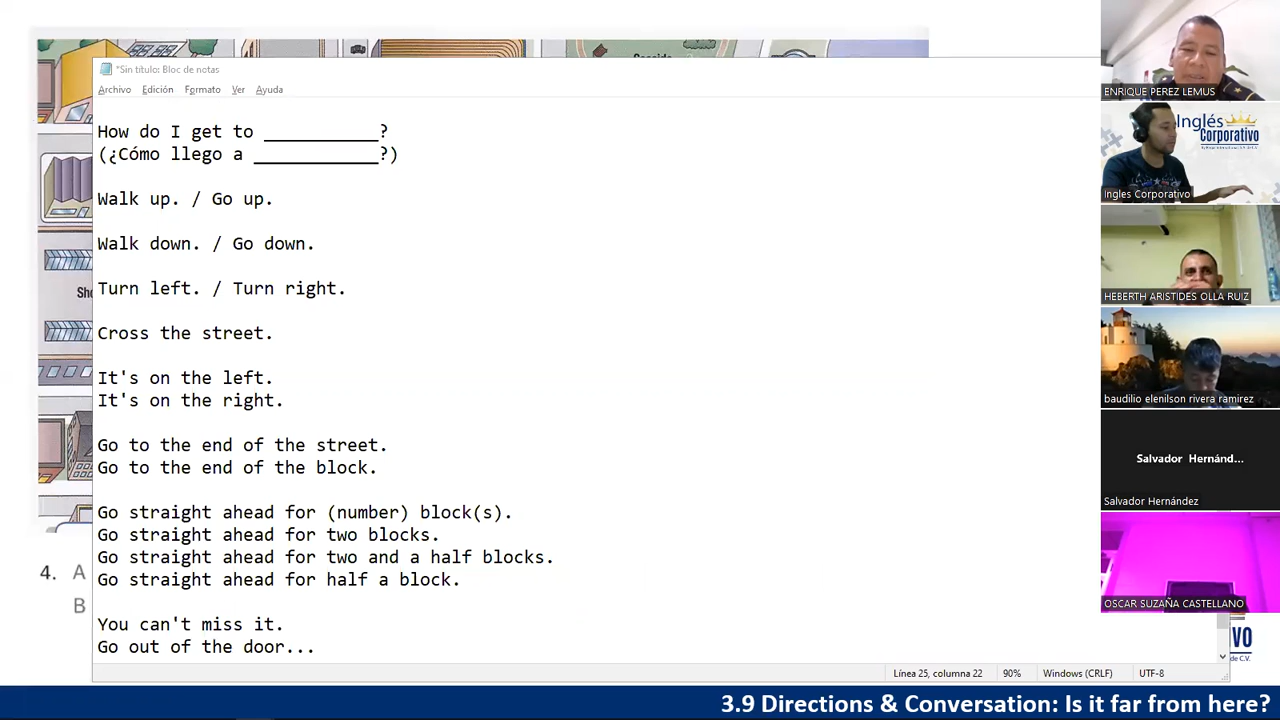 *Sin título: Bloc de notas
Archivo Edición Formato Ver Ayuda
How do I get to ___________?
(¿Cómo llego a ____________?)
Walk up. / Go up.
Walk down. / Go down.
Turn left. / Turn right.
Cross the street.
It's on the left.
It's on the right.
Go to the end of the street.
Go to the end of the block.
Go straight ahead for (number) block(s).
Go straight ahead for two blocks.
Go straight ahead for two and a half blocks.
Go straight ahead for half a block.
You can't miss it.
Go out of the door...
Línea 25, columna 22 90% Windows (CRLF) UTF-8
4. A
B
ENRIQUE PEREZ LEMUS
Inglés
Corporativo
Ingles Corporativo
HEBERTH ARISTIDES OLLA RUIZ
baudilio elenilson rivera ramirez
Salvador Hernánd...
Salvador Hernández
OSCAR SUZAÑA CASTELLANO
3.9 Directions & Conversation: Is it far from here?